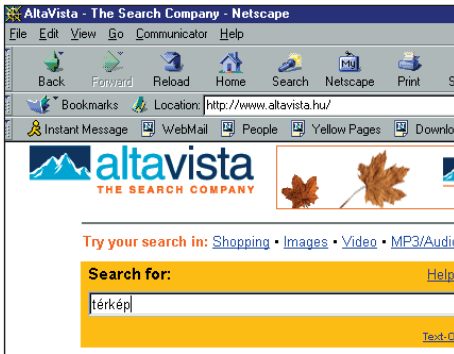 AltaVista - The Search Company - Netscape
File Edit View Go Communicator Help
Back Forward Reload Home Search Netscape Print
Bookmarks Location: http://www.altavista.hu/
Instant Message WebMail People Yellow Pages Downlo
altavista
THE SEARCH COMPANY
Try your search in: Shopping • Images • Video • MP3/Audi
Search for: Help
térkép
Text-O